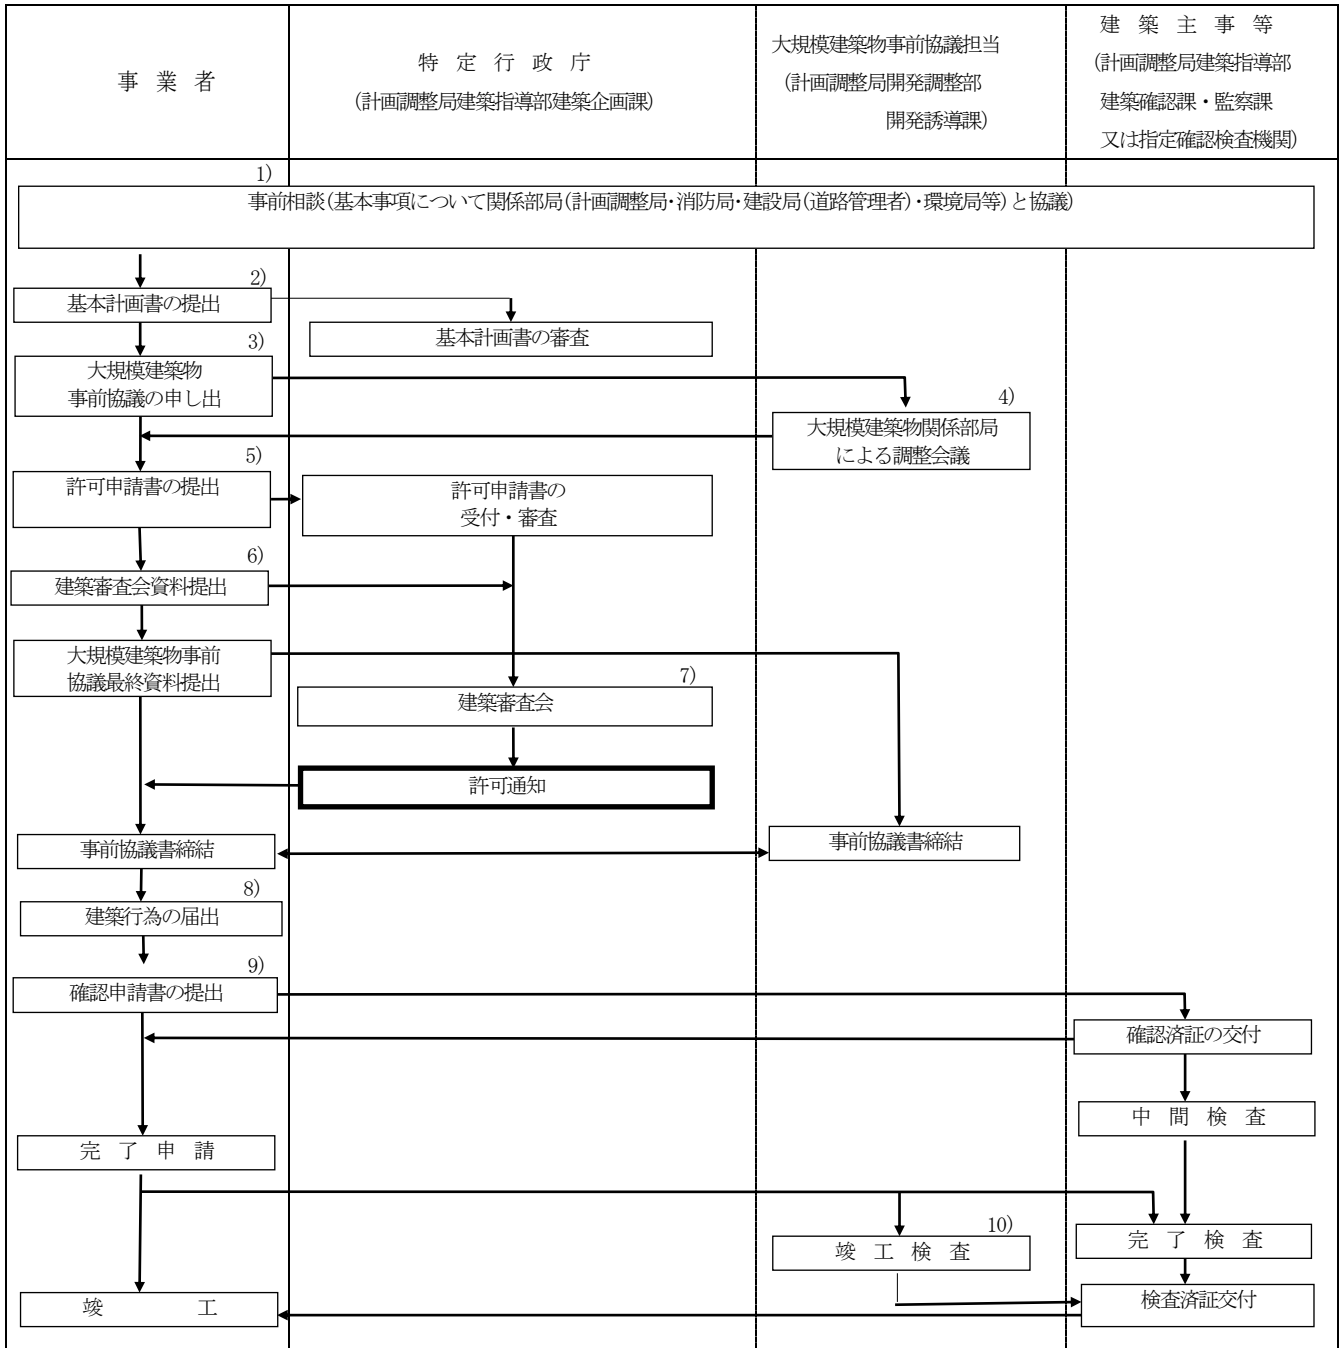 事 業 者
特 定 行 政 庁
(計画調整局建築指導部建築企画課)
大規模建築物事前協議担当
(計画調整局開発調整部
開発誘導課)
建 築 主 事 等
(計画調整局建築指導部
建築確認課・監察課
又は指定確認検査機関)
1)
事前相談(基本事項について関係部局(計画調整局・消防局・建設局(道路管理者)・環境局等)と協議)
2)
基本計画書の提出
基本計画書の審査
3)
大規模建築物
事前協議の申し出
4)
大規模建築物関係部局
による調整会議
5)
許可申請書の提出
許可申請書の
受付・審査
6)
建築審査会資料提出
大規模建築物事前
協議最終資料提出
7)
建築審査会
許可通知
事前協議書締結
事前協議書締結
8)
建築行為の届出
9)
確認申請書の提出
確認済証の交付
中 間 検 査
完 了 申 請
10)
竣 工 検 査
完 了 検 査
検査済証交付
竣 工